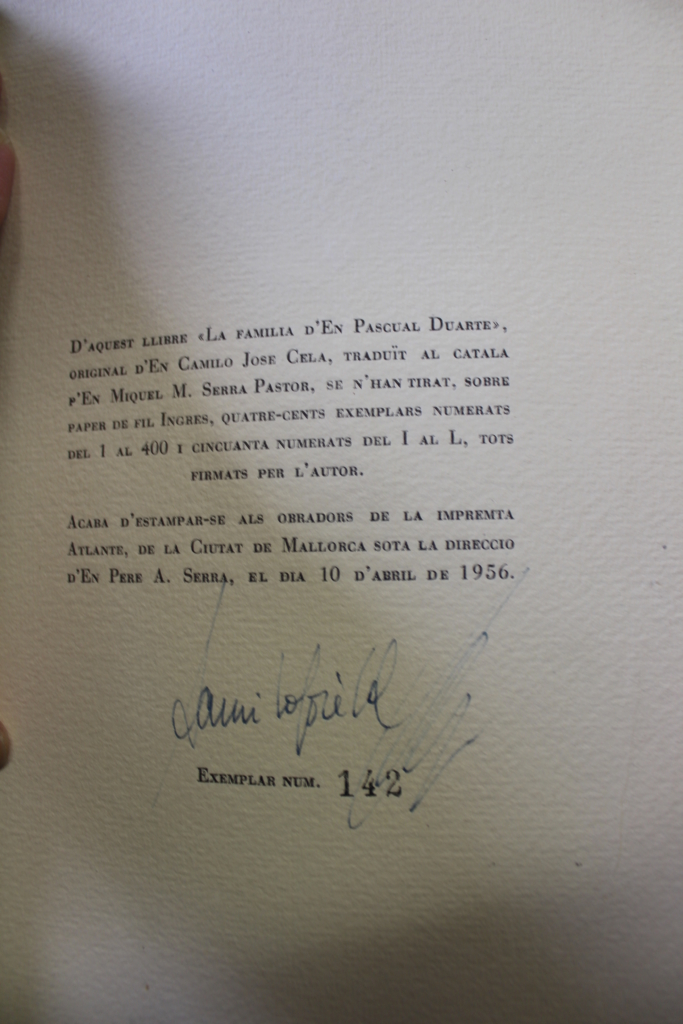 D'aquest llibre «La familia d'En Pascual Duarte»,
original d'En Camilo Jose Cela, traduït al catala
p'En Miquel M. Serra Pastor, se n'han tirat, sobre
paper de fil Ingres, quatre-cents exemplars numerats
del 1 al 400 i cincuanta numerats del I al L, tots
firmats per l'autor.
Acaba d'estampar-se als obradors de la impremta
Atlante, de la Ciutat de Mallorca sota la direccio
d'En Pere A. Serra, el dia 10 d'abril de 1956.
Camilo José Cela
Exemplar num. 142